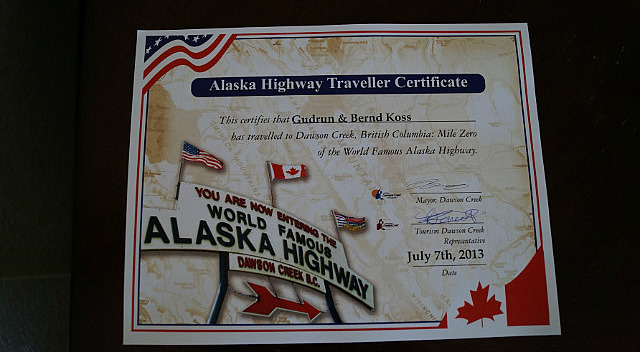 Alaska Highway Traveller Certificate
This certifies that Gudrun & Bernd Koss
has travelled to Dawson Creek, British Columbia: Mile Zero
of the World Famous Alaska Highway.
YOU ARE NOW ENTERING THE
WORLD FAMOUS
ALASKA HIGHWAY
DAWSON CREEK B.C.
Mayor, Dawson Creek
Tourism Dawson Creek
Representative
July 7th, 2013
Date